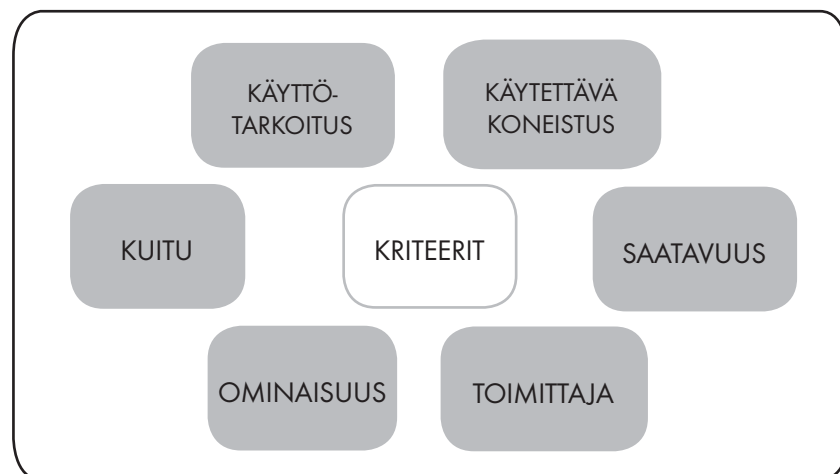 KÄYTTÖ-
TARKOITUS
KÄYTETTÄVÄ
KONEISTUS
KUITU
KRITEERIT
SAATAVUUS
OMINAISUUS
TOIMITTAJA